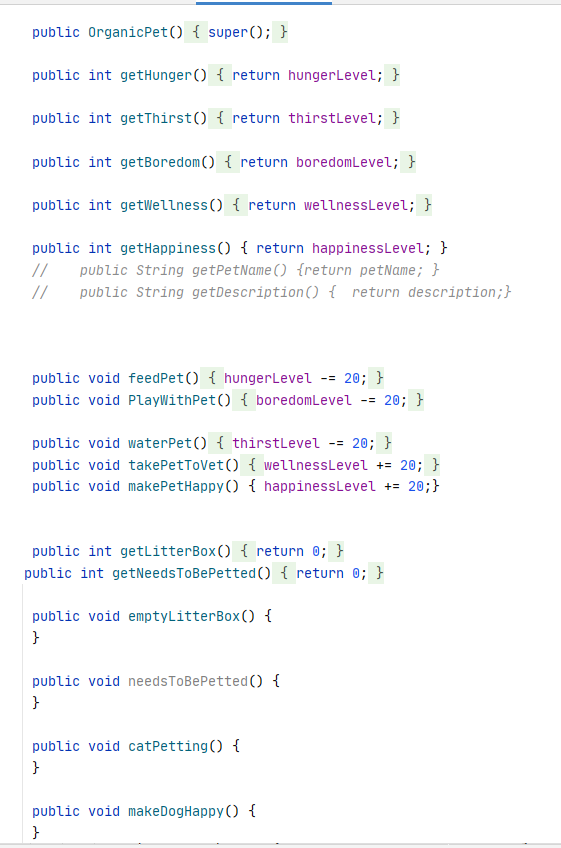 public OrganicPet() { super(); }
public int getHunger() { return hungerLevel; }
public int getThirst() { return thirstLevel; }
public int getBoredom() { return boredomLevel; }
public int getWellness() { return wellnessLevel; }
public int getHappiness() { return happinessLevel; }
//    public String getPetName() {return petName; }
//    public String getDescription() {  return description;}
public void feedPet() { hungerLevel -= 20; }
public void PlayWithPet() { boredomLevel -= 20; }
public void waterPet() { thirstLevel -= 20; }
public void takePetToVet() { wellnessLevel += 20; }
public void makePetHappy() { happinessLevel += 20;}
public int getLitterBox() { return 0; }
public int getNeedsToBePetted() { return 0; }
public void emptyLitterBox() {
}
public void needsToBePetted() {
}
public void catPetting() {
}
public void makeDogHappy() {
}